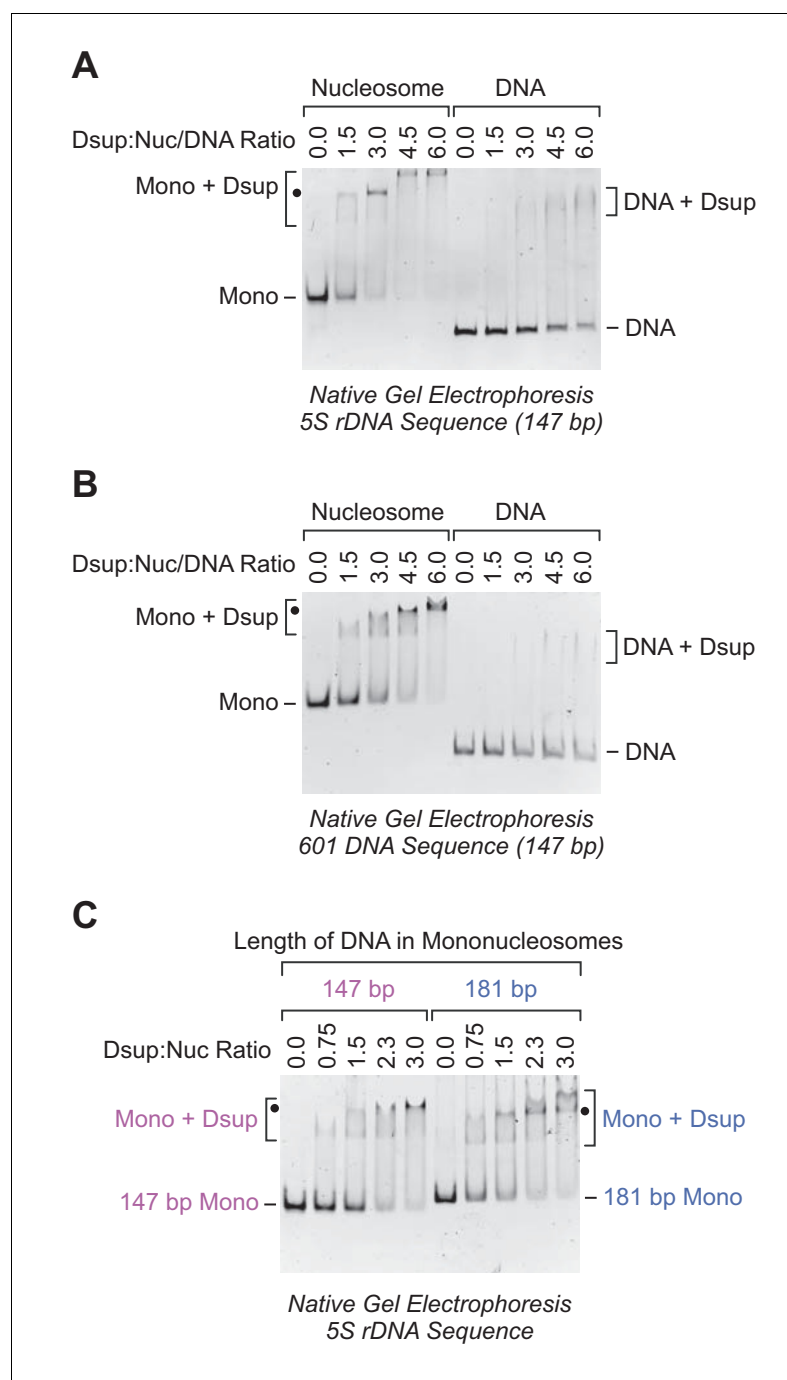 A
Nucleosome DNA
Dsup:Nuc/DNA Ratio 0.0 1.5 3.0 4.5 6.0 0.0 1.5 3.0 4.5 6.0
Mono + Dsup
DNA + Dsup
Mono
DNA
Native Gel Electrophoresis
5S rDNA Sequence (147 bp)
B
Nucleosome DNA
Dsup:Nuc/DNA Ratio 0.0 1.5 3.0 4.5 6.0 0.0 1.5 3.0 4.5 6.0
Mono + Dsup
DNA + Dsup
Mono
DNA
Native Gel Electrophoresis
601 DNA Sequence (147 bp)
C
Length of DNA in Mononucleosomes
147 bp 181 bp
Dsup:Nuc Ratio 0.0 0.75 1.5 2.3 3.0 0.0 0.75 1.5 2.3 3.0
Mono + Dsup Mono + Dsup
147 bp Mono 181 bp Mono
Native Gel Electrophoresis
5S rDNA Sequence